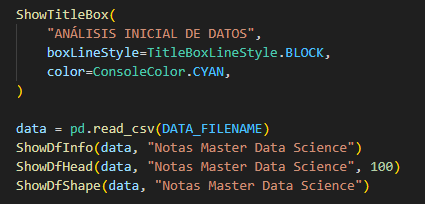 ShowTitleBox(
    "ANÁLISIS INICIAL DE DATOS",
    boxLineStyle=TitleBoxLineStyle.BLOCK,
    color=ConsoleColor.CYAN,
)
data = pd.read_csv(DATA_FILENAME)
ShowDfInfo(data, "Notas Master Data Science")
ShowDfHead(data, "Notas Master Data Science", 100)
ShowDfShape(data, "Notas Master Data Science")